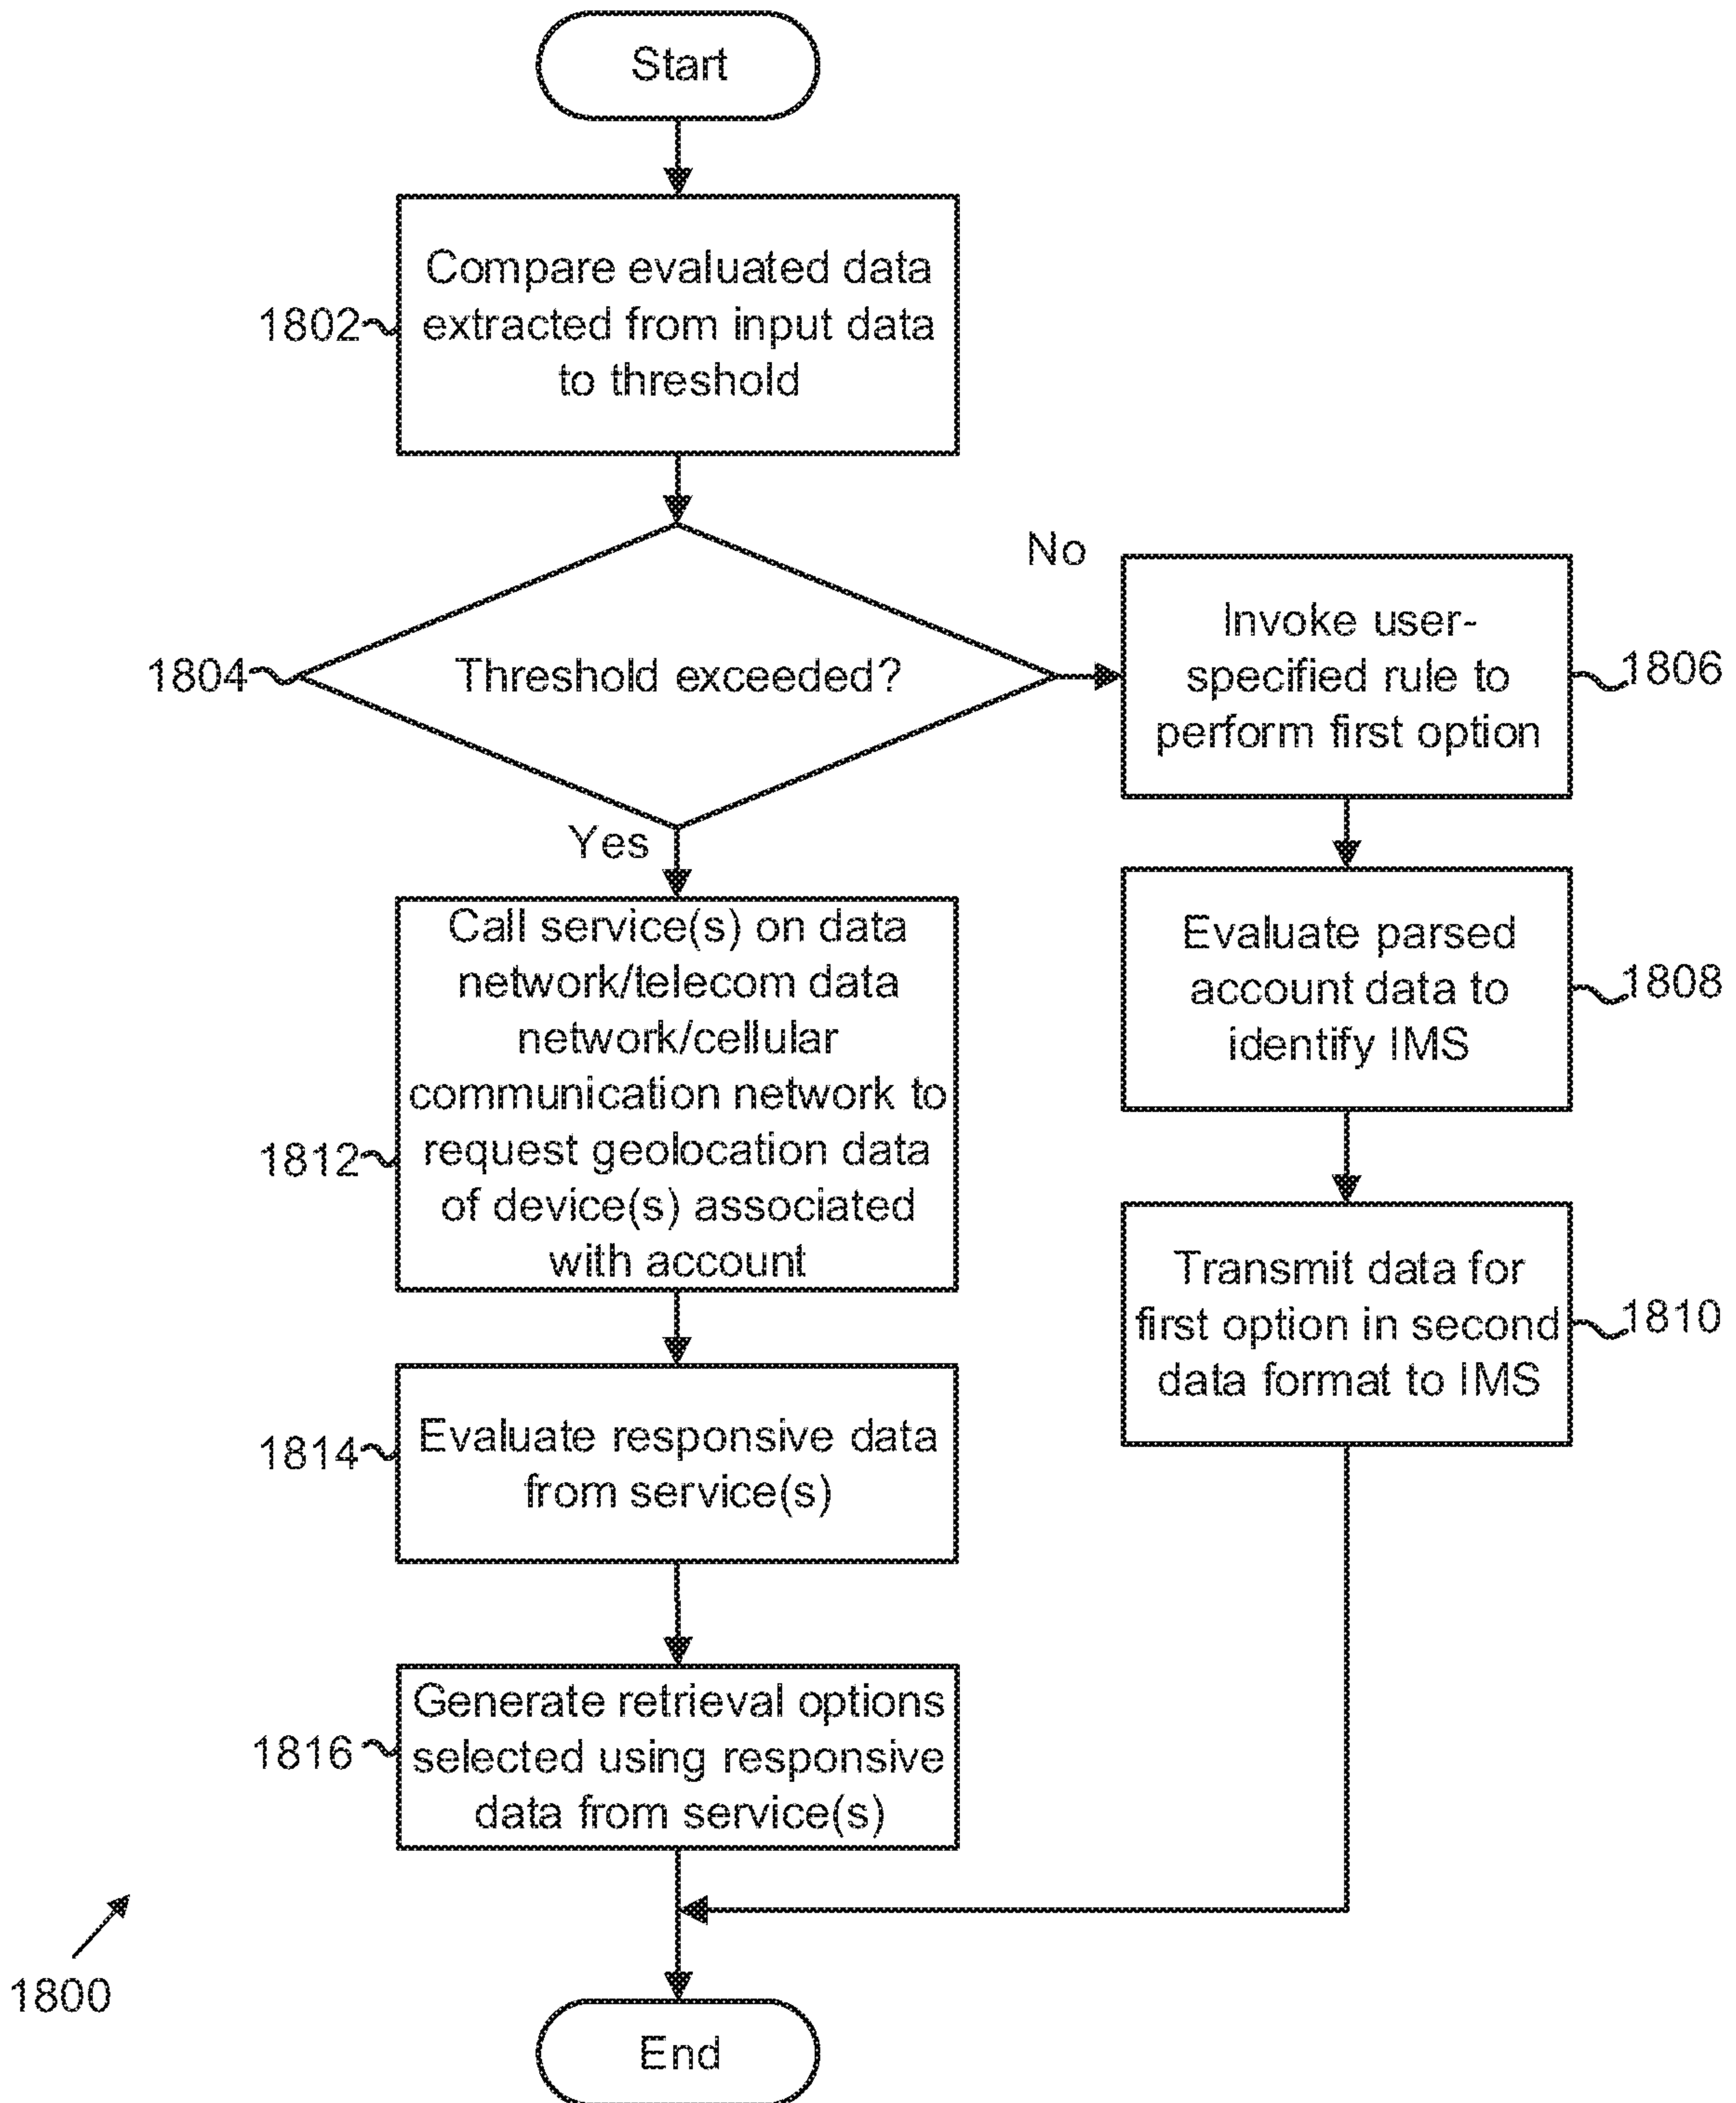 Start
Compare evaluated data
extracted from input data
to threshold
1802
Threshold exceeded?
1804
No
Yes
Invoke user-
specified rule to
perform first option
1806
Evaluate parsed
account data to
identify IMS
1808
Transmit data for
first option in second
data format to IMS
1810
Call service(s) on data
network/telecom data
network/cellular
communication network to
request geolocation data
of device(s) associated
with account
1812
Evaluate responsive data
from service(s)
1814
Generate retrieval options
selected using responsive
data from service(s)
1816
1800
End